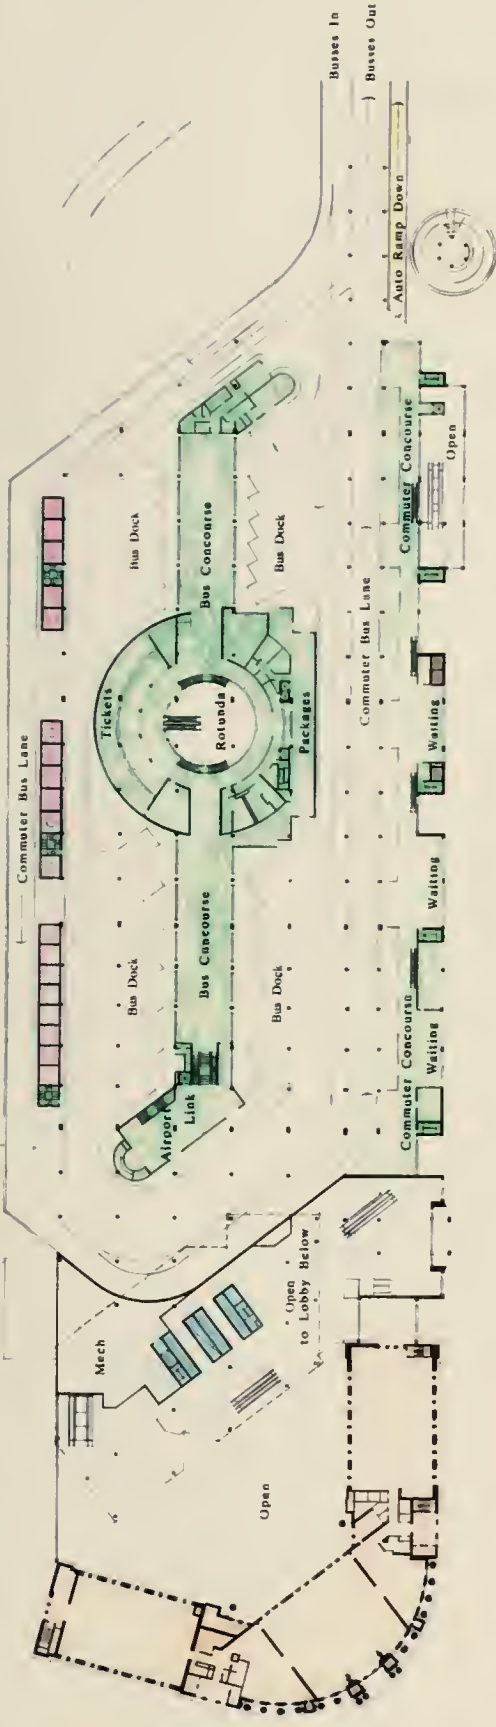 Busses In
Busses Out
Auto Ramp Down
Commuter Bus Lane
Bus Dock
Bus Dock
Tickets
Bus Concourse
Bus Concourse
Rotunda
Packages
Bus Dock
Bus Dock
Airport
Link
Commuter Bus Lane
Commuter Concourse
Open
Waiting
Waiting
Commuter Concourse
Waiting
Mech
Open
to Lobby Below
Open